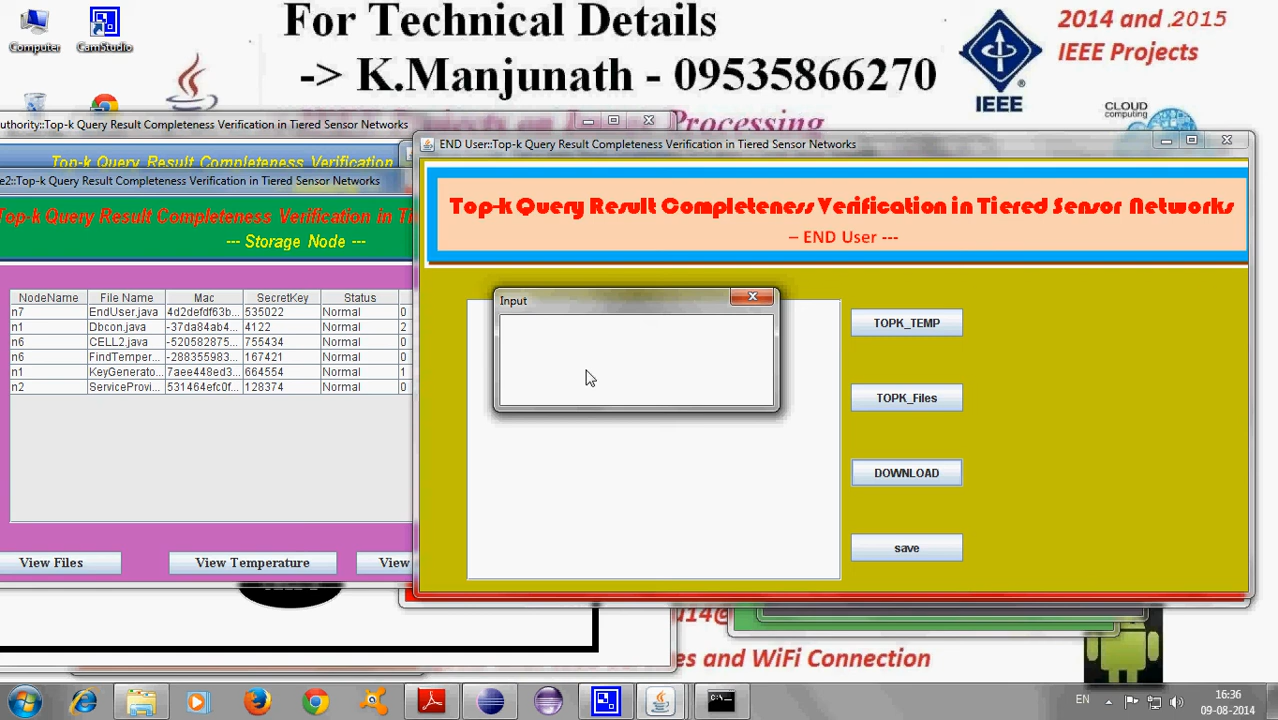 For Technical Details
-> K.Manjunath - 09535866270
2014 and ,2015
IEEE Projects
IEEE
CLOUD
computing
Computer
CamStudio
Processing
uthority::Top-k Query Result Completeness Verification in Tiered Sensor Networks
Top-k Query Result Completeness Verification
e2::Top-k Query Result Completeness Verification in Tiered Sensor Networks
Top-k Query Result Completeness Verification in Ti
--- Storage Node ---
NodeName File Name Mac SecretKey Status
n7 EndUser.java 4d2defdf63b... 535022 Normal 0
n1 Dbcon.java -37da84ab4... 4122 Normal 2
n6 CELL2.java -520582875... 755434 Normal 0
n6 FindTemper... -288355983... 167421 Normal 0
n1 KeyGenerato... 7aee448ed3... 664554 Normal 1
n2 ServiceProvi... 531464efc0f... 128374 Normal 0
View Files
View Temperature
View
END User::Top-k Query Result Completeness Verification in Tiered Sensor Networks
Top-k Query Result Completeness Verification in Tiered Sensor Networks
– END User ---
Input
TOPK_TEMP
TOPK_Files
DOWNLOAD
save
u14@
es and WiFi Connection
C:\.
EN
16:36
09-08-2014